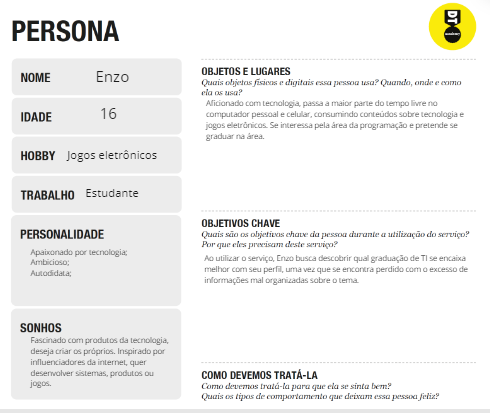 PERSONA
DT
academy
NOME Enzo
IDADE 16
HOBBY Jogos eletrônicos
TRABALHO Estudante
PERSONALIDADE
Apaixonado por tecnologia;
Ambicioso;
Autodidata;
SONHOS
Fascinado com produtos da tecnologia,
deseja criar os próprios. Inspirado por
influenciadores da internet, quer
desenvolver sistemas, produtos ou
jogos.
OBJETOS E LUGARES
Quais objetos físicos e digitais essa pessoa usa? Quando, onde e como
ela os usa?
Aficionado com tecnologia, passa a maior parte do tempo livre no
computador pessoal e celular, consumindo conteúdos sobre tecnologia e
jogos eletrônicos. Se interessa pela área da programação e pretende se
graduar na área.
OBJETIVOS CHAVE
Quais são os objetivos chave da pessoa durante a utilização do serviço?
Por que eles precisam deste serviço?
Ao utilizar o serviço, Enzo busca descobrir qual graduação de TI se encaixa
melhor com seu perfil, uma vez que se encontra perdido com o excesso de
informações mal organizadas sobre o tema.
COMO DEVEMOS TRATÁ-LA
Como devemos tratá-la para que ela se sinta bem?
Quais os tipos de comportamento que deixam essa pessoa feliz?